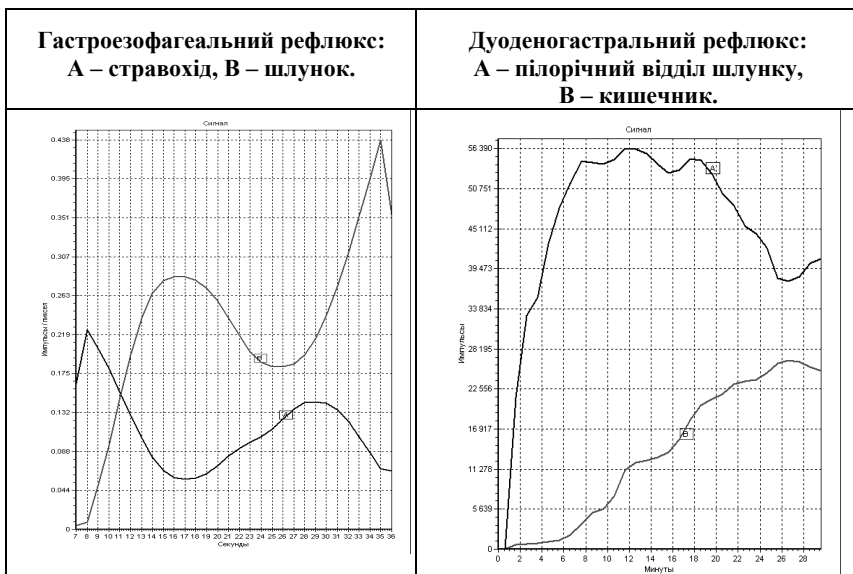 Гастроезофагеальний рефлюкс:
А – стравохід, В – шлунок.
Дуоденогастральний рефлюкс:
А – пілорічний відділ шлунку,
В – кишечник.
Сигнал
0.438
0.395
0.351
0.307
0.263
0.219
0.175
0.132
0.088
0.044
0
Импульсы / пиксел
7 8 9 10 11 12 13 14 15 16 17 18 19 20 21 22 23 24 25 26 27 28 29 30 31 32 33 34 35 36
Секунды
Сигнал
56 390
50 751
45 112
39 473
33 834
28 195
22 556
16 917
11 278
5 639
0
Импульсы
A'
B
0 2 4 6 8 10 12 14 16 18 20 22 24 26 28
Минуты